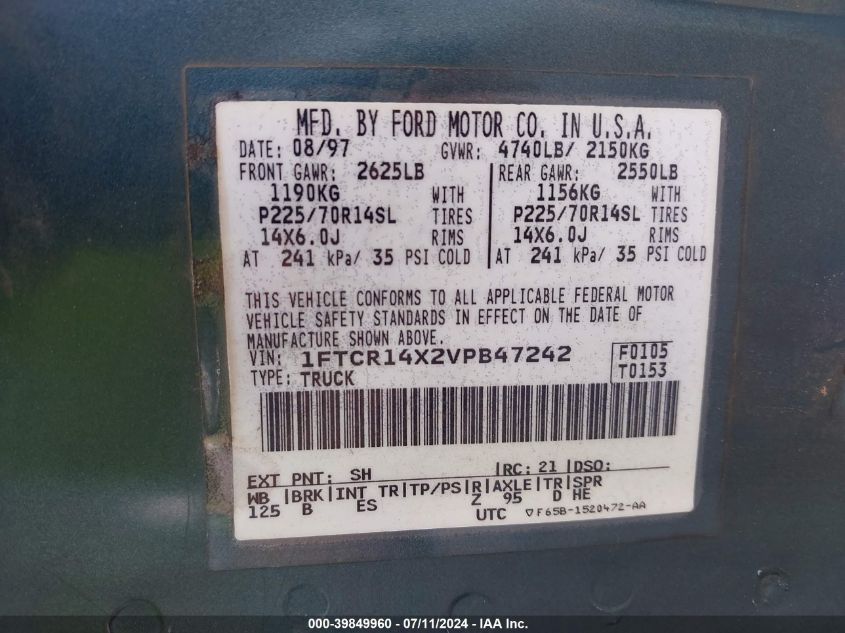 MFD. BY FORD MOTOR CO. IN U.S.A.
DATE: 08/97 GVWR: 4740LB/ 2150KG
FRONT GAWR: 2625LB REAR GAWR: 2550LB
1190KG WITH 1156KG WITH
P225/70R14SL TIRES P225/70R14SL TIRES
14X6.0J RIMS 14X6.0J RIMS
AT 241 kPa/ 35 PSI COLD AT 241 kPa/ 35 PSI COLD
THIS VEHICLE CONFORMS TO ALL APPLICABLE FEDERAL MOTOR
VEHICLE SAFETY STANDARDS IN EFFECT ON THE DATE OF
MANUFACTURE SHOWN ABOVE.
VIN: 1FTCR14X2VPB47242 F0105
TYPE: TRUCK T0153
EXT PNT: SH |RC: 21 |DSO:
WB |BRK|INT TR|TP/PS|R|AXLE|TR|SPR
125 B ES Z 95 D HE
UTC ▽F65B-1520472-AA
000-39849960 - 07/11/2024 - IAA Inc.